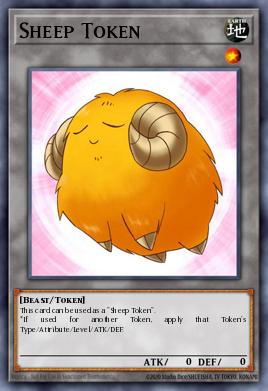 SHEEP TOKEN
EARTH
地
[BEAST/TOKEN]
This card can be used as a "Sheep Token".
*If used for another Token, apply that Token's
Type/Attribute/Level/ATK/DEF.
ATK/ 0 DEF/ 0
©2020 Studio Dice/SHUEISHA, TV TOKYO, KONAMI